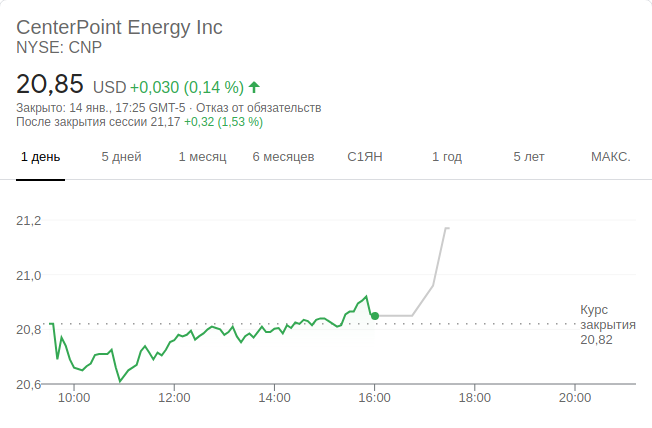 CenterPoint Energy Inc
NYSE: CNP
20,85 USD +0,030 (0,14 %)
Закрыто: 14 янв., 17:25 GMT-5 · Отказ от обязательств
После закрытия сессии 21,17 +0,32 (1,53 %)
1 день 5 дней 1 месяц 6 месяцев С1ЯН 1 год 5 лет МАКС.
21,2
21,0
20,8
20,6
Курс
закрытия
20,82
10:00 12:00 14:00 16:00 18:00 20:00